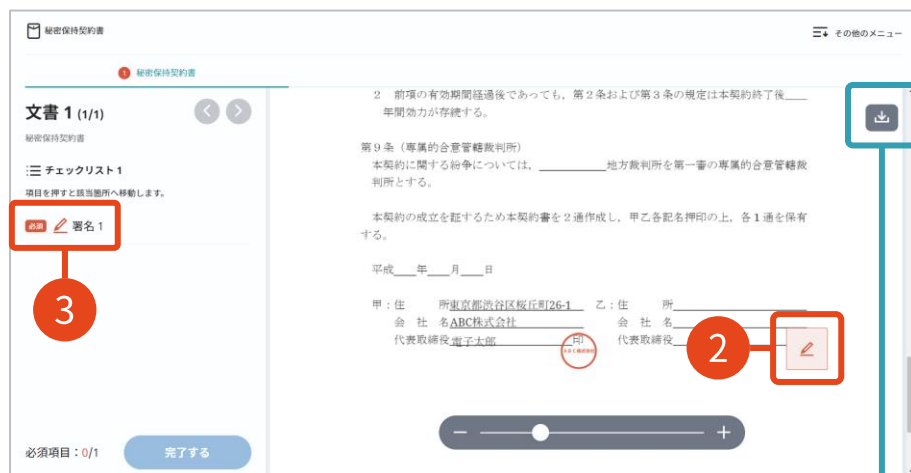 秘密保持契約書
その他のメニュー
1 秘密保持契約書
文書 1 (1/1)
秘密保持契約書
チェックリスト 1
項目を押すと該当箇所へ移動します。
必須 署名 1
3
必須項目：0/1
完了する
2 前項の有効期間経過後であっても、第2条および第3条の規定は本契約終了後____
年間効力が存続する。
第9条（専属的合意管轄裁判所）
本契約に関する紛争については、_________地方裁判所を第一審の専属的合意管轄裁
判所とする。
本契約の成立を証するため本契約書を2通作成し、甲乙各記名押印の上、各1通を保有
する。
平成____年____月____日
甲：住 所東京都渋谷区桜丘町26-1 乙：住 所
会 社 名ABC株式会社 会 社 名
代表取締役電子太郎 印 代表取締役
2